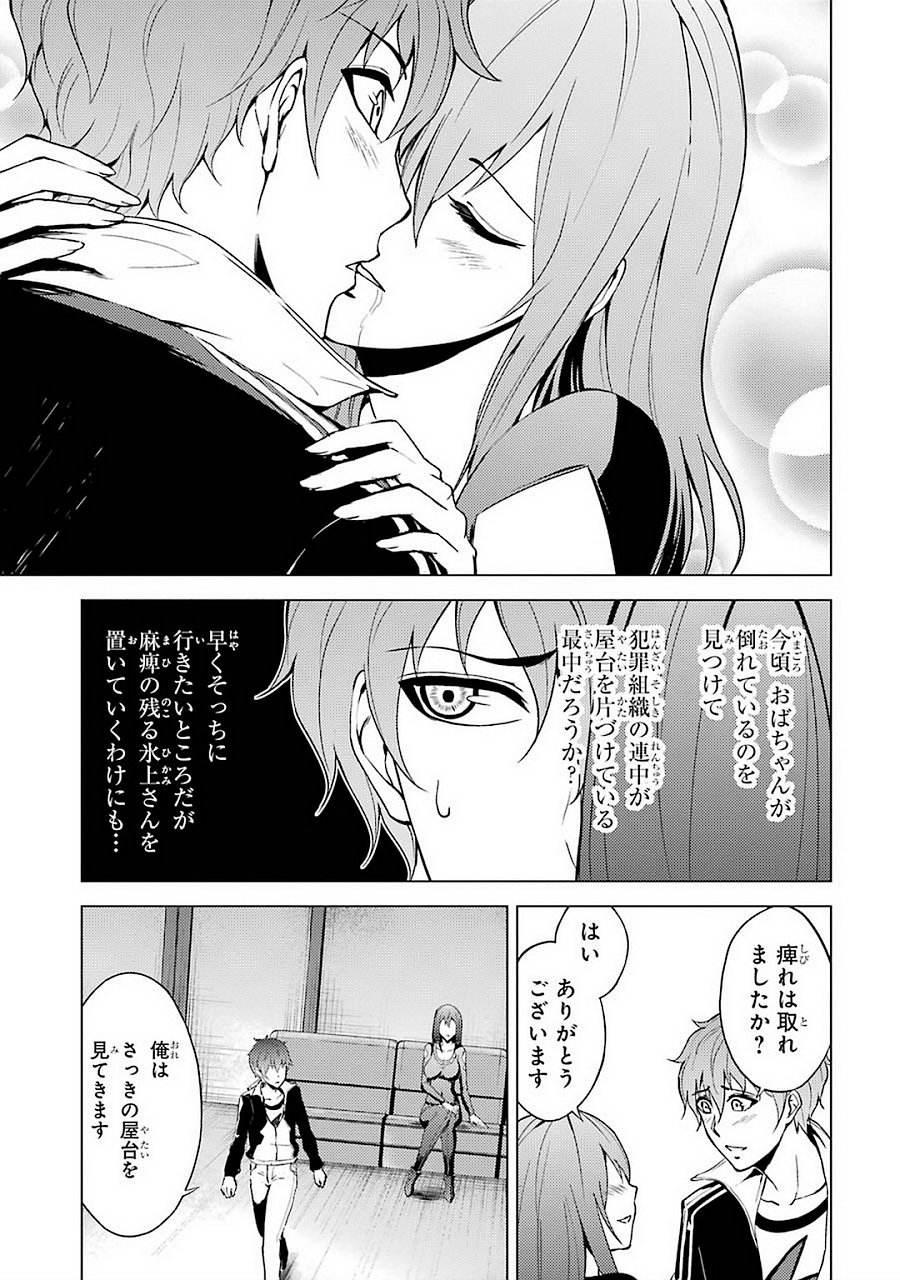 今頃 おばちゃんが
倒れているのを
見つけて
犯罪組織の連中が
屋台を片づけている
最中だろうか?
早くそっちに
行きたいところだが
麻痺の残る氷上さんを
置いていくわけにも…
痺れは取れ
ましたか?
はい
ありがとう
ございます
俺は
さっきの屋台を
見てきます